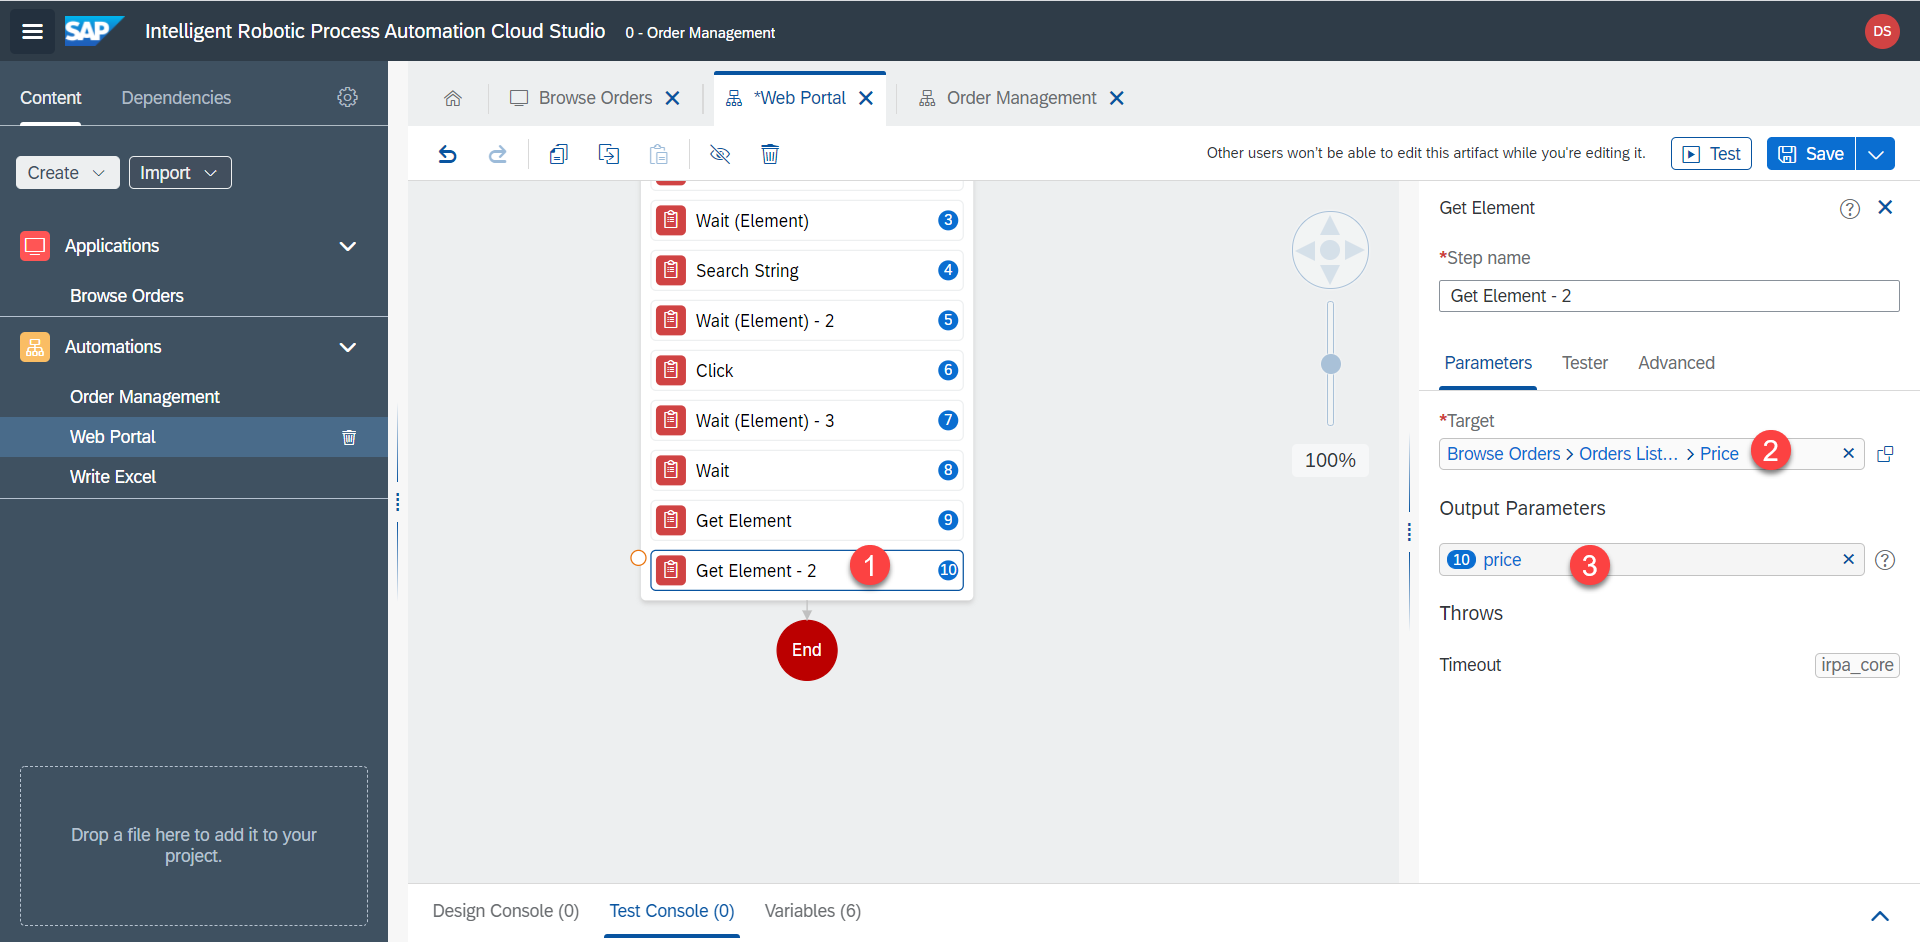 SAP Intelligent Robotic Process Automation Cloud Studio 0 - Order Management DS
Content Dependencies
Create Import
Applications
Browse Orders
Automations
Order Management
Web Portal
Write Excel
Drop a file here to add it to your
project.
Browse Orders *Web Portal Order Management
Other users won't be able to edit this artifact while you're editing it. Test Save
Wait (Element) 3
Search String 4
Wait (Element) - 2 5
Click 6
Wait (Element) - 3 7
Wait 8
Get Element 9
Get Element - 2 1 10
End
100%
Get Element
*Step name
Get Element - 2
Parameters Tester Advanced
*Target
Browse Orders > Orders List... > Price 2
Output Parameters
10 price 3
Throws
Timeout irpa_core
Design Console (0) Test Console (0) Variables (6)